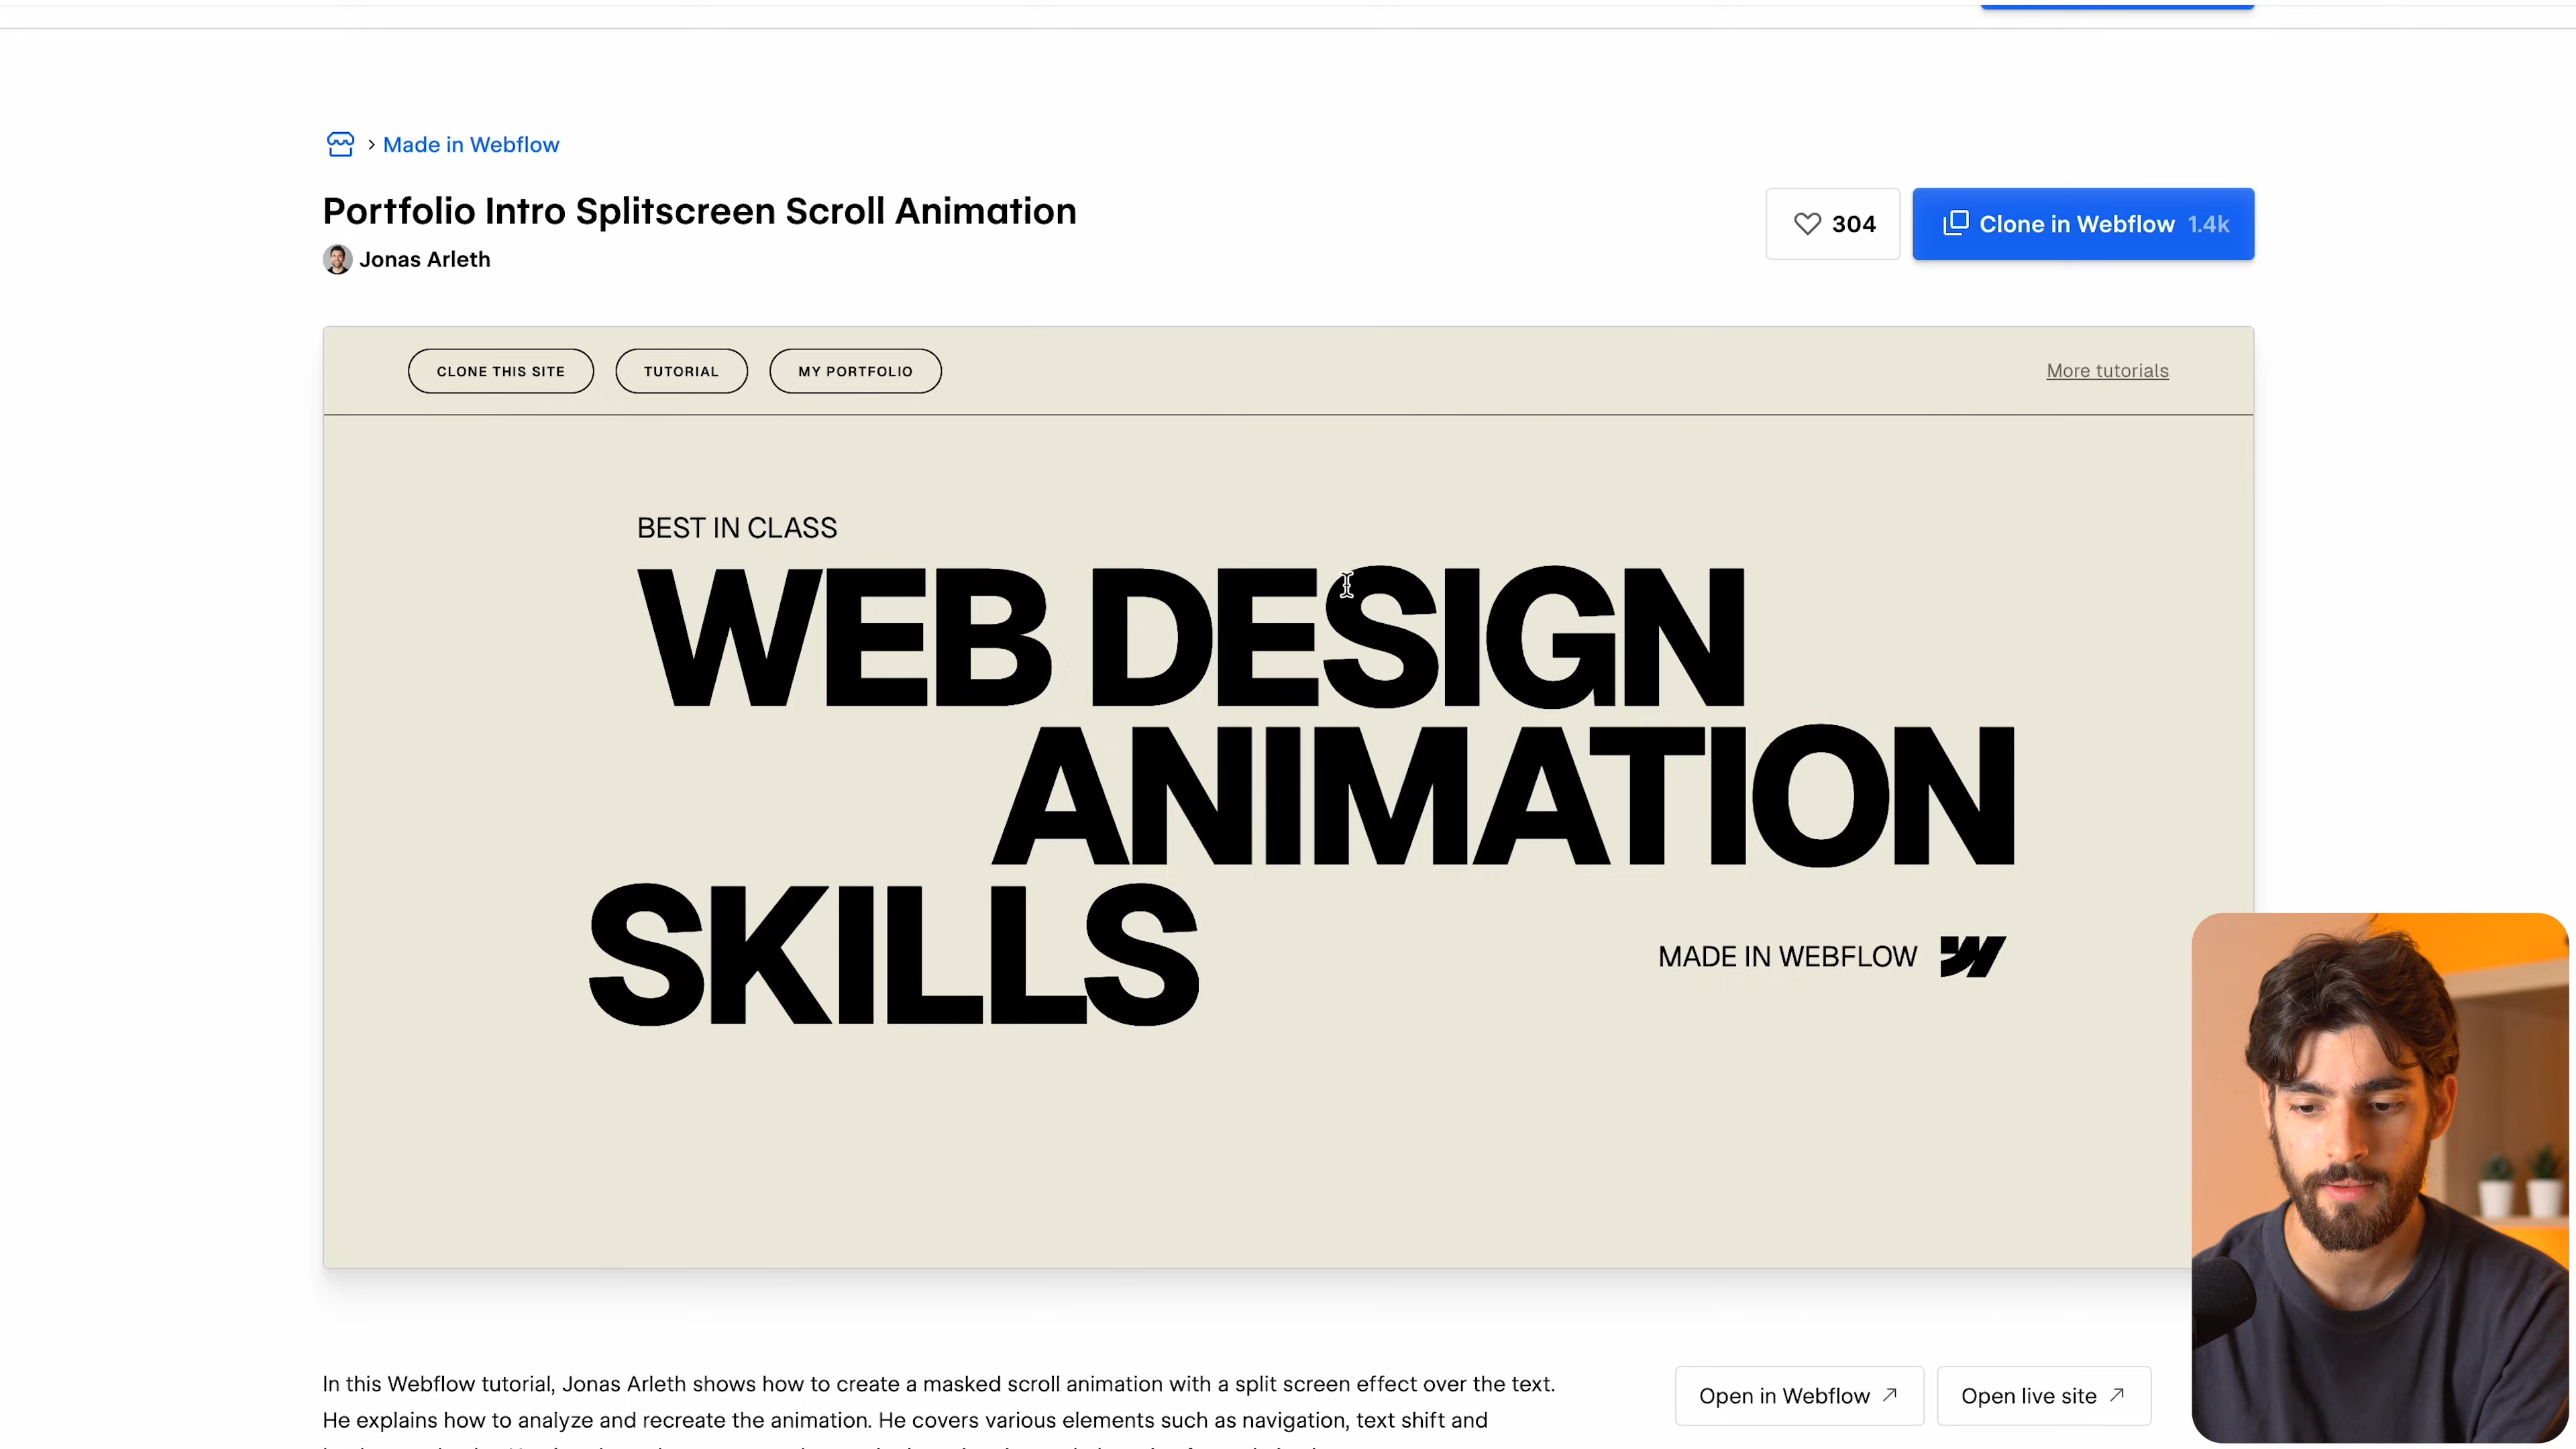 Made in Webflow
Portfolio Intro Splitscreen Scroll Animation
Jonas Arleth
304
Clone in Webflow 1.4k
CLONE THIS SITE
TUTORIAL
MY PORTFOLIO
More tutorials
BEST IN CLASS
WEB DESIGN
ANIMATION
SKILLS
MADE IN WEBFLOW
In this Webflow tutorial, Jonas Arleth shows how to create a masked scroll animation with a split screen effect over the text.
He explains how to analyze and recreate the animation. He covers various elements such as navigation, text shift and
Open in Webflow
Open live site